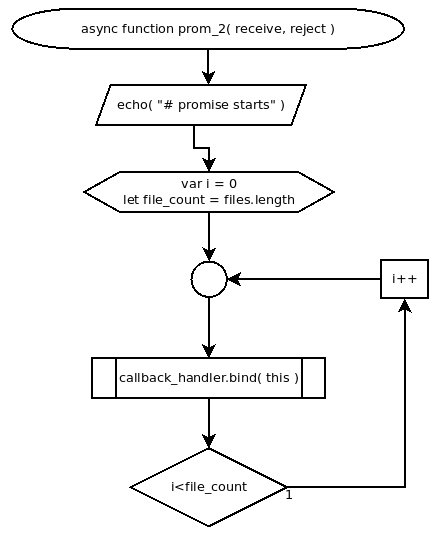 async function prom_2( receive, reject )
echo( "# promise starts" )
var i = 0
let file_count = files.length
i++
callback_handler.bind( this )
i<file_count
1